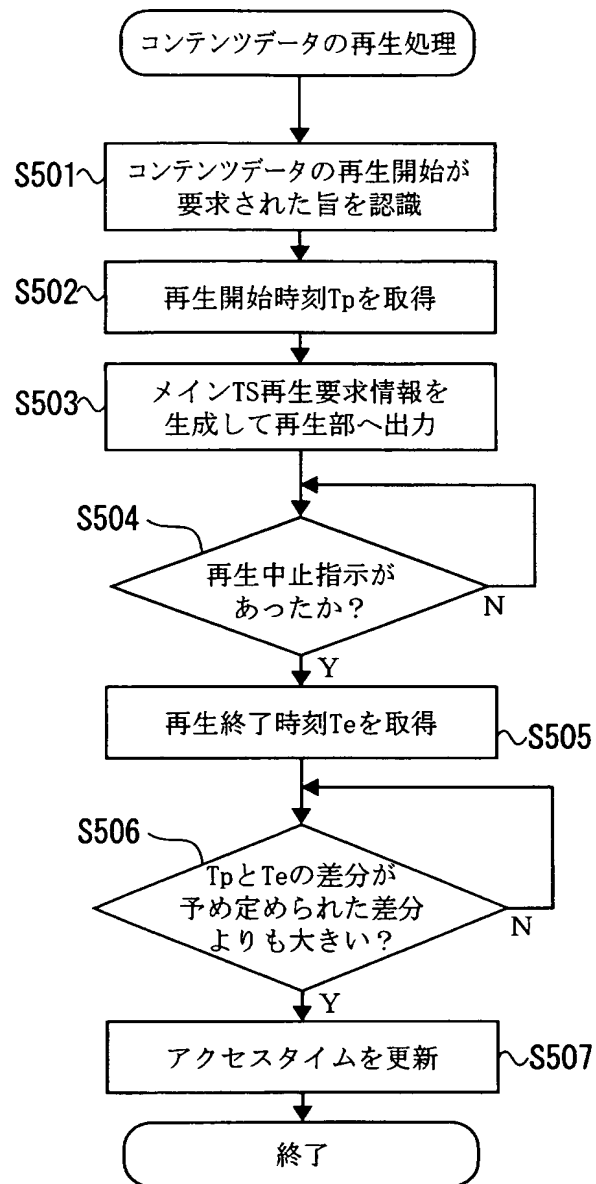 コンテンツデータの再生処理
S501
コンテンツデータの再生開始が
要求された旨を認識
S502
再生開始時刻Tpを取得
S503
メインTS再生要求情報を
生成して再生部へ出力
S504
再生中止指示が
あったか?
N
Y
再生終了時刻Teを取得
S505
S506
TpとTeの差分が
予め定められた差分
よりも大きい?
N
Y
アクセスタイムを更新
S507
終了